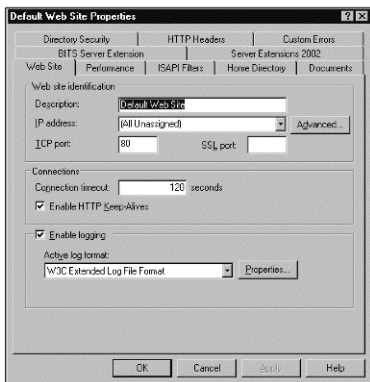 Default Web Site Properties
Directory Security HTTP Headers Custom Errors
BITS Server Extension Server Extensions 2002
Web Site Performance ISAPI Filters Home Directory Documents
Web site identification
Description: Default Web Site
IP address: (All Unassigned) Advanced...
TCP port: 80 SSL port:
Connections
Connection timeout: 120 seconds
Enable HTTP Keep-Alives
Enable logging
Active log format:
W3C Extended Log File Format Properties...
OK Cancel Apply Help